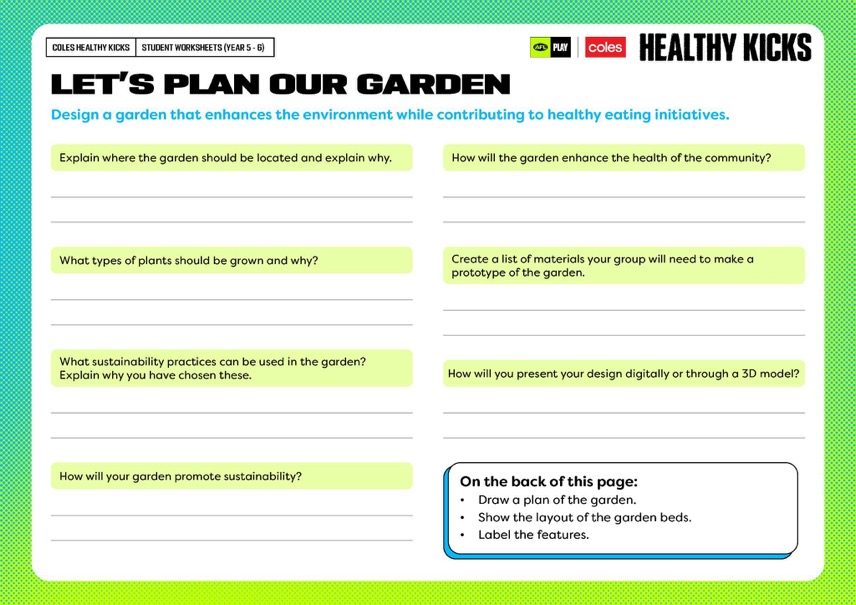 COLES HEALTHY KICKS STUDENT WORKSHEETS (YEAR 5 - 6)
AFL PLAY coles HEALTHY KICKS
LET'S PLAN OUR GARDEN
Design a garden that enhances the environment while contributing to healthy eating initiatives.
Explain where the garden should be located and explain why.
What types of plants should be grown and why?
What sustainability practices can be used in the garden?
Explain why you have chosen these.
How will your garden promote sustainability?
How will the garden enhance the health of the community?
Create a list of materials your group will need to make a
prototype of the garden.
How will you present your design digitally or through a 3D model?
On the back of this page:
• Draw a plan of the garden.
• Show the layout of the garden beds.
• Label the features.